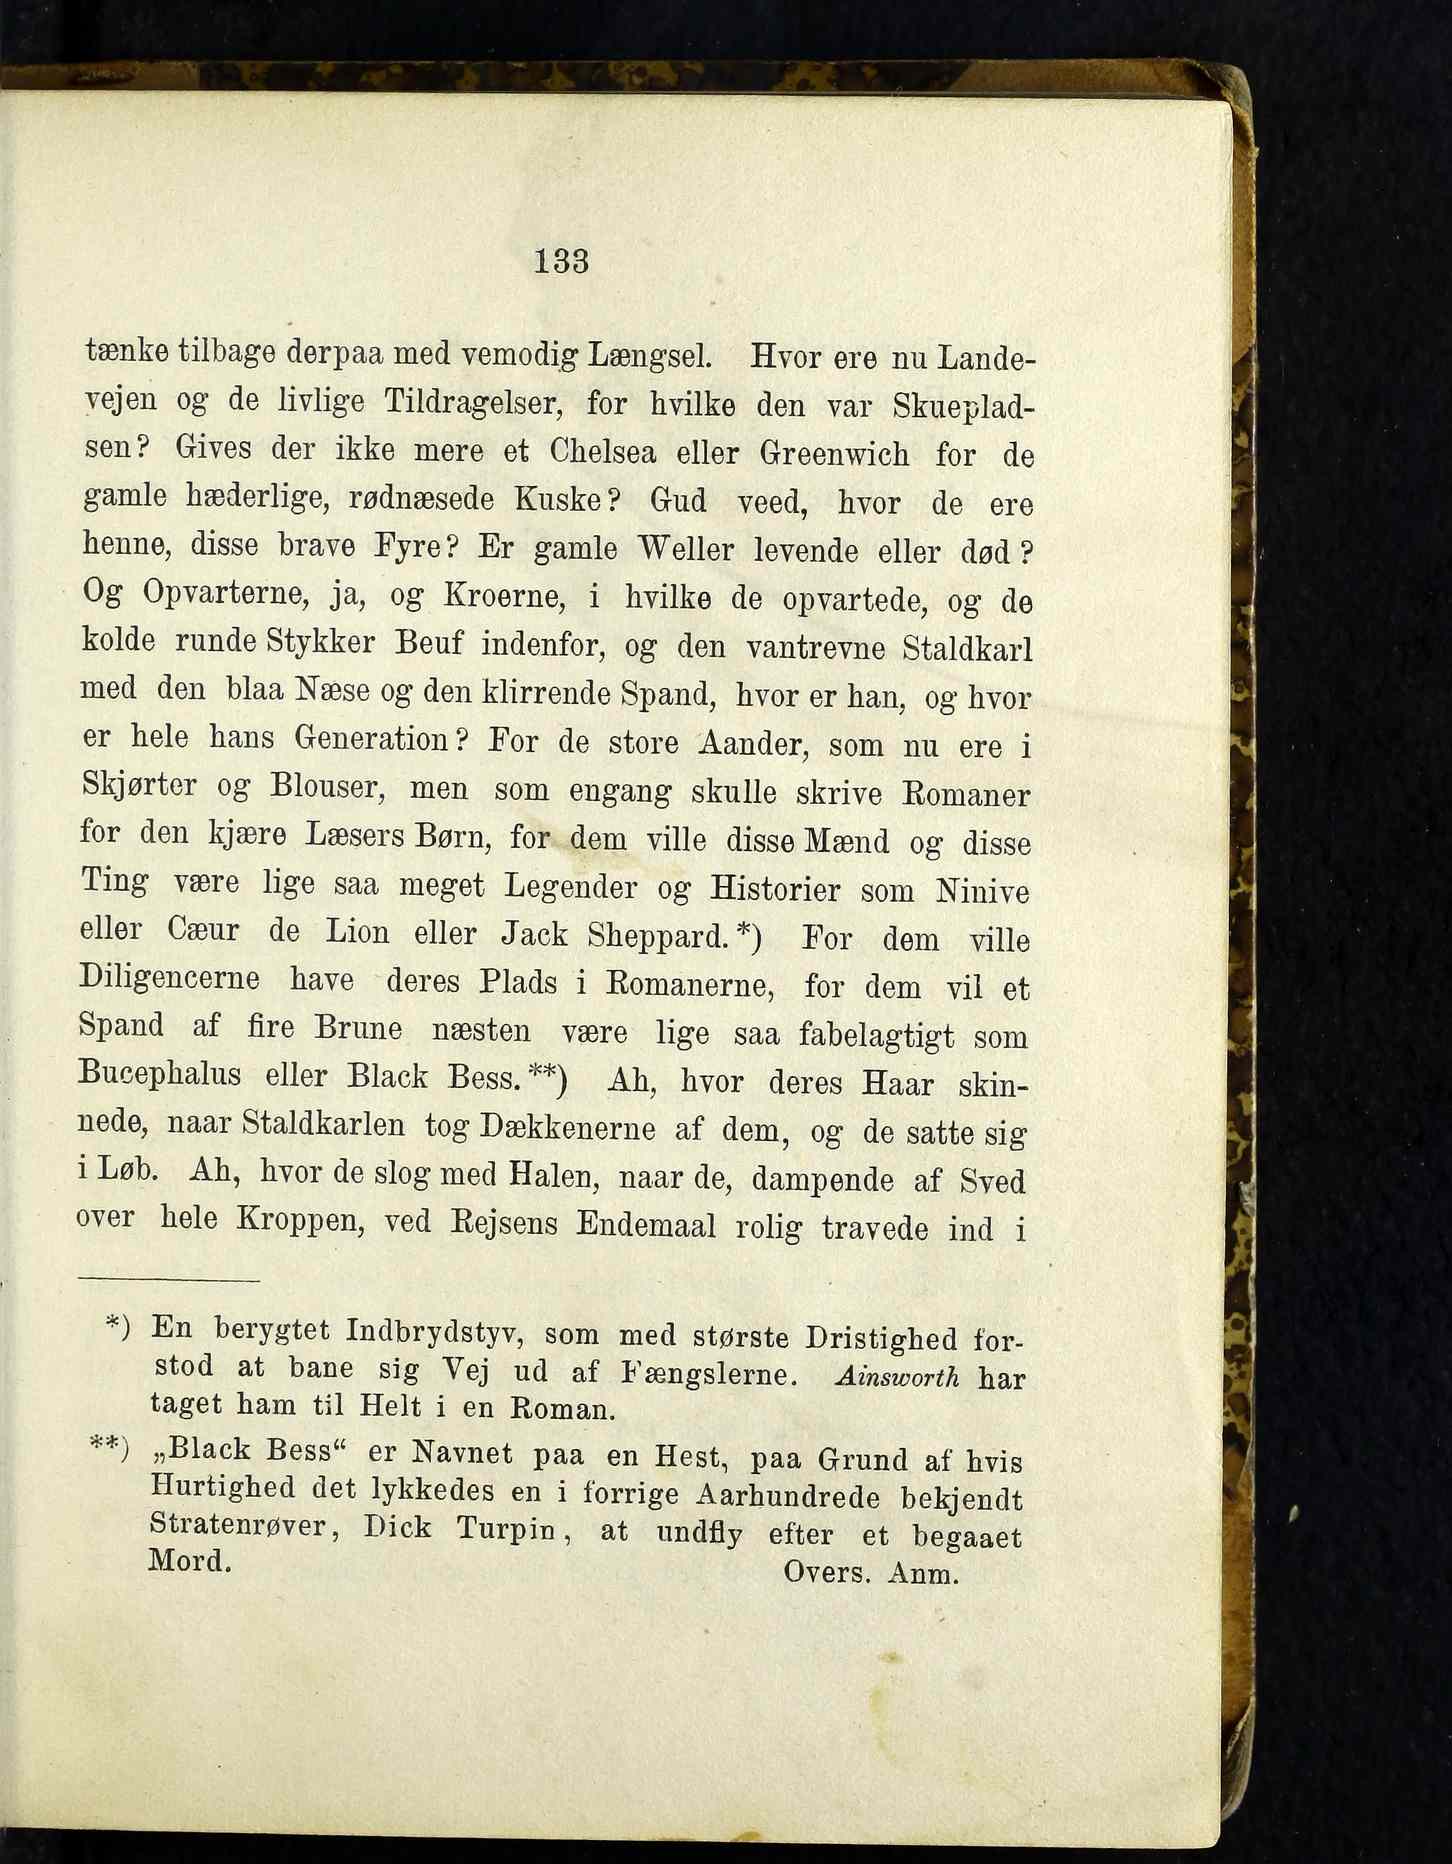 133
tænke tilbage derpaa med vemodig Længsel. Hvor ere nu Lande-
vejen og de livlige Tildragelser, for hvilke den var Skueplad-
sen? Gives der ikke mere et Chelsea eller Greenwich for de
gamle hæderlige, rødnæsede Kuske? Gud veed, hvor de ere
henne, disse brave Fyre? Er gamle Weller levende eller død?
Og Opvarterne, ja, og Kroerne, i hvilke de opvartede, og de
kolde runde Stykker Beuf indenfor, og den vantrevne Staldkarl
med den blaa Næse og den klirrende Spand, hvor er han, og hvor
er hele hans Generation? For de store Aander, som nu ere i
Skjørter og Blouser, men som engang skulle skrive Romaner
for den kjære Læsers Børn, for dem ville disse Mænd og disse
Ting være lige saa meget Legender og Historier som Ninive
eller Cæur de Lion eller Jack Sheppard.*) For dem ville
Diligencerne have deres Plads i Romanerne, for dem vil et
Spand af fire Brune næsten være lige saa fabelagtigt som
Bucephalus eller Black Bess.**) Ah, hvor deres Haar skin-
nede, naar Staldkarlen tog Dækkenerne af dem, og de satte sig
i Løb. Ah, hvor de slog med Halen, naar de, dampende af Sved
over hele Kroppen, ved Rejsens Endemaal rolig travede ind i
*) En berygtet Indbrydstyv, som med største Dristighed for-
stod at bane sig Vej ud af Fængslerne. Ainsworth har
taget ham til Helt i en Roman.
**) „Black Bess“ er Navnet paa en Hest, paa Grund af hvis
Hurtighed det lykkedes en i forrige Aarhundrede bekjendt
Stratenrøver, Dick Turpin, at undfly efter et begaaet
Mord. Overs. Anm.